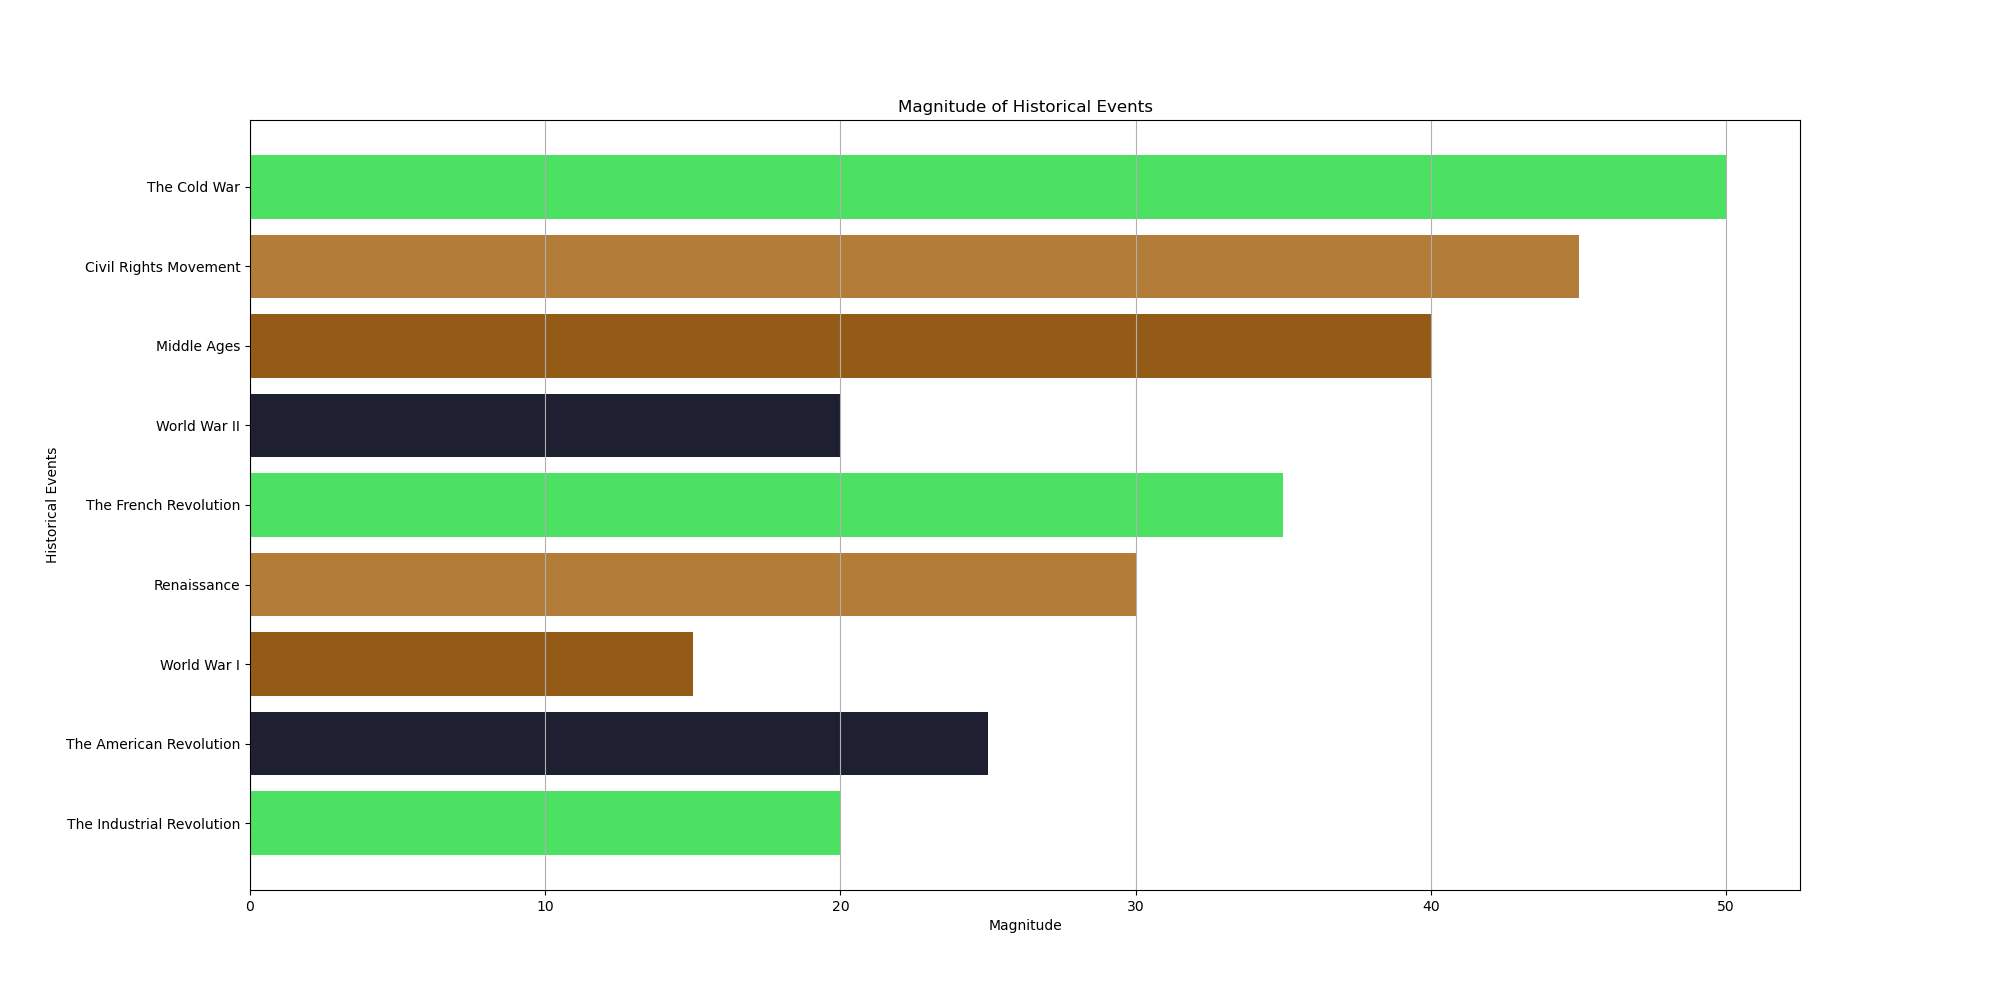 Magnitude of Historical Events
The Cold War
Civil Rights Movement
Middle Ages
World War II
The French Revolution
Renaissance
World War I
The American Revolution
The Industrial Revolution
Historical Events
0 10 20 30 40 50
Magnitude